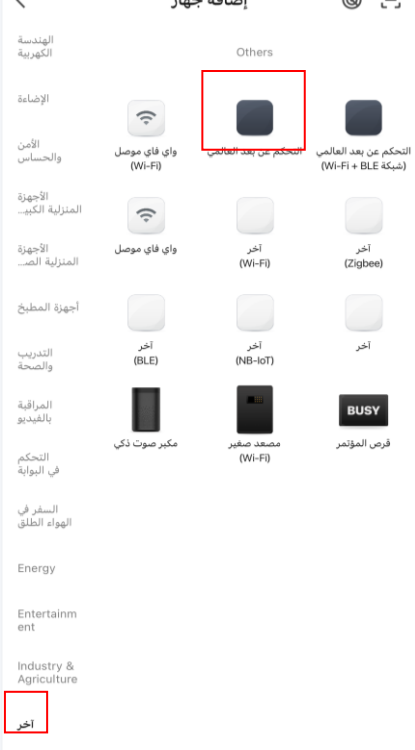 إضافة جهاز
الهندسة
الكهربية
الإضاءة
الأمن
والحساس
الأجهزة
المنزلية الكبيـ...
الأجهزة
المنزلية الصـ...
أجهزة المطبخ
التدريب
والصحة
المراقبة
بالفيديو
التحكم
في البوابة
السفر في
الهواء الطلق
Energy
Entertainm
ent
Industry &
Agriculture
آخر
Others
التحكم عن بعد العالمي
(شبكة Wi-Fi + BLE)
التحكم عن بعد العالمي
واي فاي موصل
(Wi-Fi)
آخر
(Zigbee)
آخر
(Wi-Fi)
واي فاي موصل
آخر
آخر
(NB-IoT)
آخر
(BLE)
BUSY
قرص المؤتمر
مصعد صغير
(Wi-Fi)
مكبر صوت ذكي